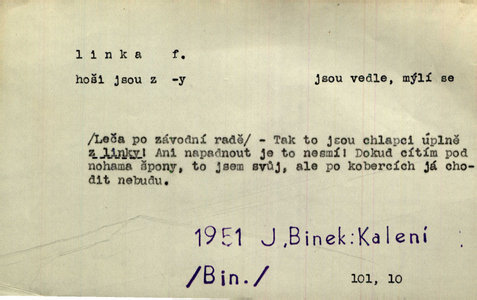 linka f.
hoši jsou z -y jsou vedle, mýlí se
/Leča po závodní radě/ - Tak to jsou chlapci úplně
z linky! Ani napadnout je to nesmí! Dokud cítím pod
nohama špony, to jsem svůj, ale po kobercích já cho-
dit nebudu.
1951 J. Binek: Kalení
/Bin./ 101, 10